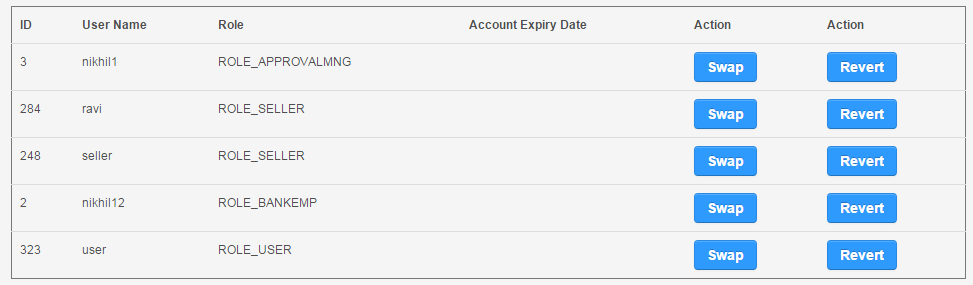 ID User Name Role Account Expiry Date Action Action
3 nikhil1 ROLE_APPROVALMNG Swap Revert
284 ravi ROLE_SELLER Swap Revert
248 seller ROLE_SELLER Swap Revert
2 nikhil12 ROLE_BANKEMP Swap Revert
323 user ROLE_USER Swap Revert